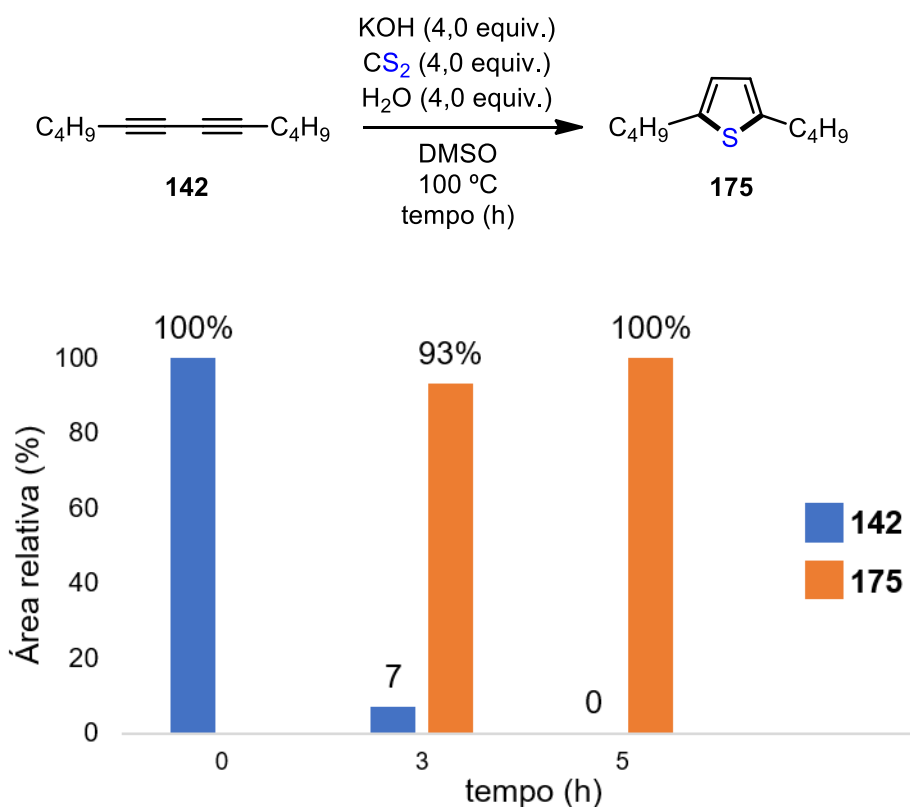 KOH (4,0 equiv.)
CS₂ (4,0 equiv.)
H₂O (4,0 equiv.)
C₄H₉
C₄H₉
DMSO
100 ºC
tempo (h)
142
C₄H₉
S
C₄H₉
175
100%
93%
100%
7
0
Área relativa (%)
100
80
60
40
20
0
0
3
5
tempo (h)
142
175